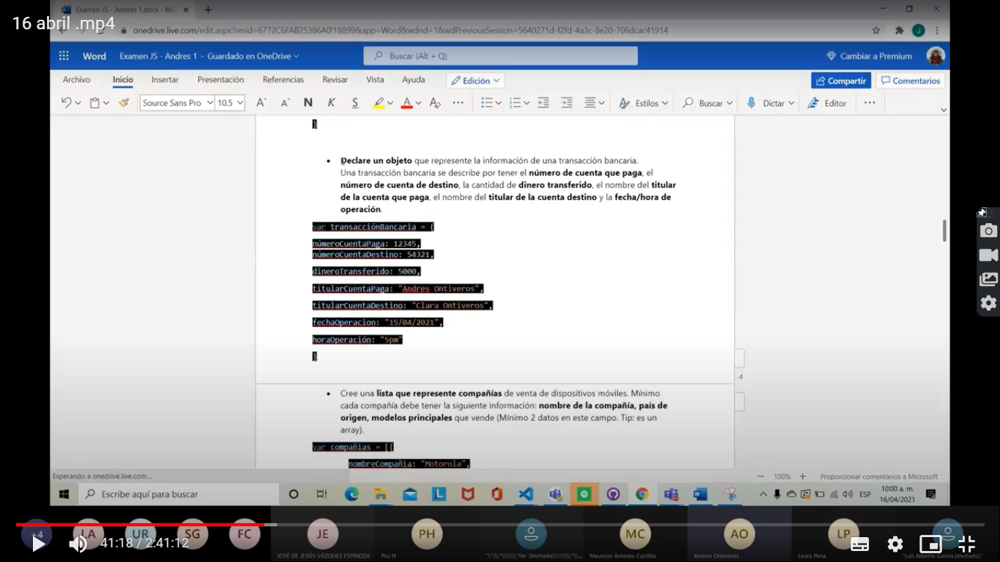 Examen JS - Andres 1.docx - Mic
16 abril .mp4
onedrive.live.com/edit.aspx?resid=6772C6FAB25386A0!18899&app=Word&wdnd=1&wdPreviousSession=5640271d-f2fd-4a3c-8e20-706dcac41914
J
Word Examen JS - Andres 1 - Guardado en OneDrive
Buscar (Alt + Q)
Cambiar a Premium
Archivo Inicio Insertar Presentación Referencias Revisar Vista Ayuda Edición
Compartir Comentarios
Source Sans Pro 10.5 A A N K S A A ... Estilos Buscar Dictar Editor ...
}
• Declare un objeto que represente la información de una transacción bancaria.
Una transacción bancaria se describe por tener el número de cuenta que paga, el
número de cuenta de destino, la cantidad de dinero transferido, el nombre del titular
de la cuenta que paga, el nombre del titular de la cuenta destino y la fecha/hora de
operación.
var transacciónBancaria = {
númeroCuentaPaga: 12345,
númeroCuentaDestino: 54321,
dineroTransferido: 5000,
titularCuentaPaga: "Andres Ontiveros",
titularCuentaDestino: "Clara Ontiveros",
fechaOperacion: "15/04/2021",
horaOperación: "5pm"
}
4
• Cree una lista que represente compañías de venta de dispositivos móviles. Mínimo
cada compañía debe tener la siguiente información: nombre de la compañía, país de
origen, modelos principales que vende (Mínimo 2 datos en este campo. Tip: es un
array).
var compañias = [{
nombreCompañia: "Motorola",
Esperando a onedrive.live.com...
100%
Proporcionar comentarios a Microsoft
Escribe aquí para buscar
L
ESP
10:00 a. m.
16/04/2021
+4 LA UR SG FC JE PH MC AO LP
41:18 / 2:41:12
JOSÉ DE JESÚS VÁZQUEZ ESPINOZA
Psu H
Mauricio Antonio Castillo
Andres Ontiveros
Laura Pena
"Luis Alberto Garcia (Invitado)"